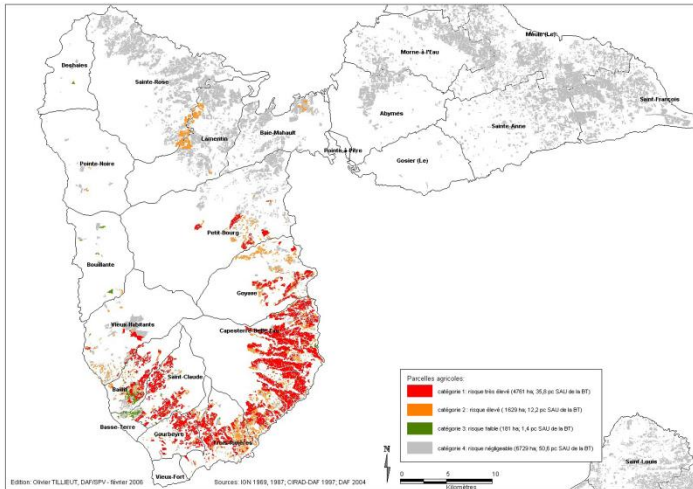 Moule (Le)
Morne-à-l'Eau
Deshaies
Sainte-Rose
Saint-François
Abymes
Sainte-Anne
Baie-Mahault
Lamentin
Pointe-à-Pitre
Gosier (Le)
Pointe-Noire
Petit-Bourg
Bouillante
Goyave
Vieux-Habitants
Capesterre-Belle-Eau
Saint-Claude
Baillif
Basse-Terre
Gourbeyre
Trois-Rivières
Vieux-Fort
Saint-Louis
Parcelles agricoles:
catégorie 1: risque très élevé (4761 ha; 35,8 pc SAU de la BT)
catégorie 2 : risque élevé ( 1629 ha; 12,2 pc SAU de la BT)
catégorie 3: risque faible (181 ha; 1,4 pc SAU de la BT)
catégorie 4: risque négligeable (6729 ha; 50,6 pc SAU de la BT)
N
0 5 10
Kilomètres
Edition: Olivier TILLIEUT, DAF/SPV - février 2006 Sources: IGN 1969, 1987; CIRAD-DAF 1997, DAF 2004